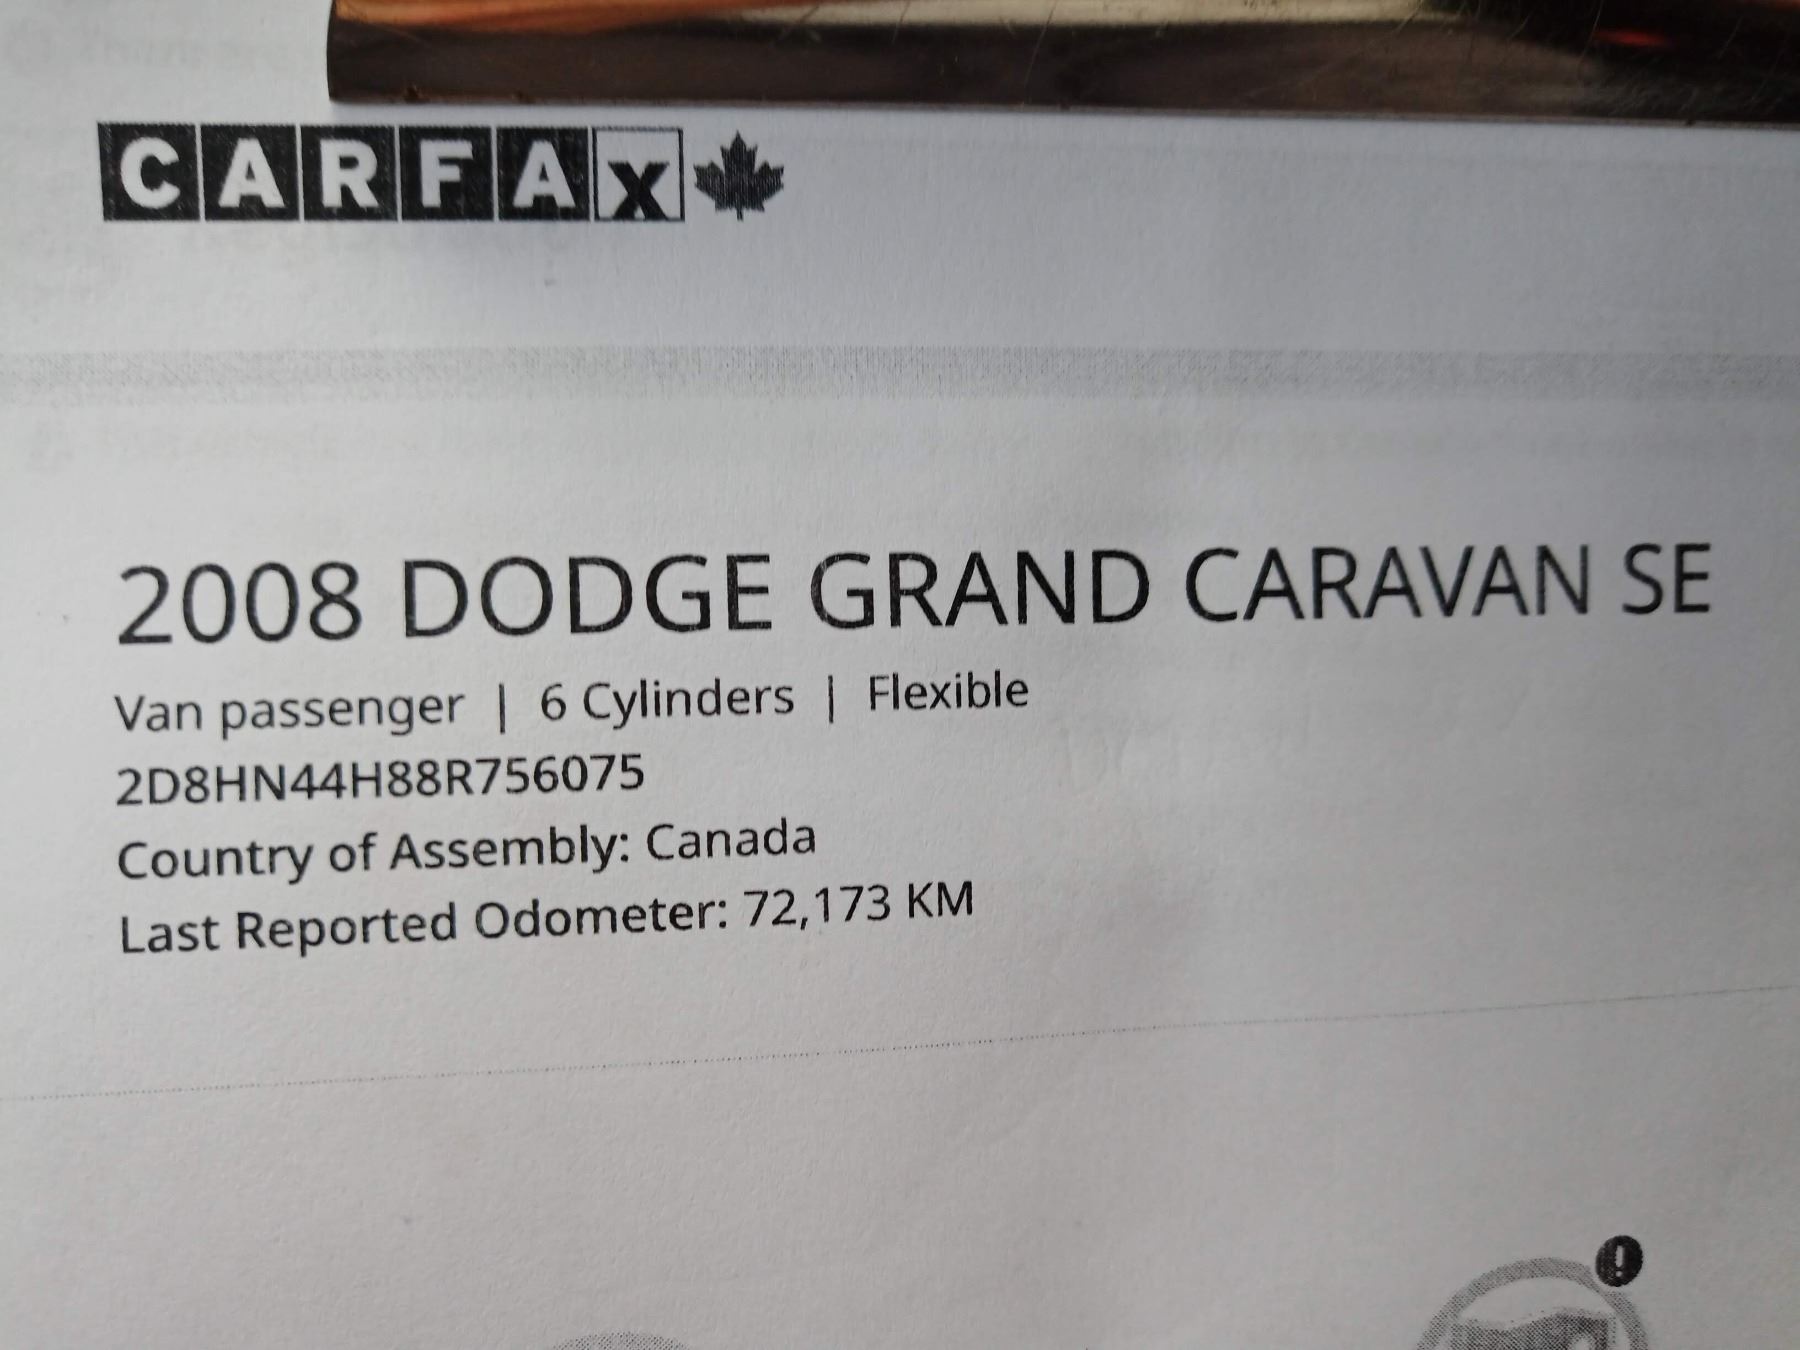 CARFAX
2008 DODGE GRAND CARAVAN SE
Van passenger | 6 Cylinders | Flexible
2D8HN44H88R756075
Country of Assembly: Canada
Last Reported Odometer: 72,173 KM
!